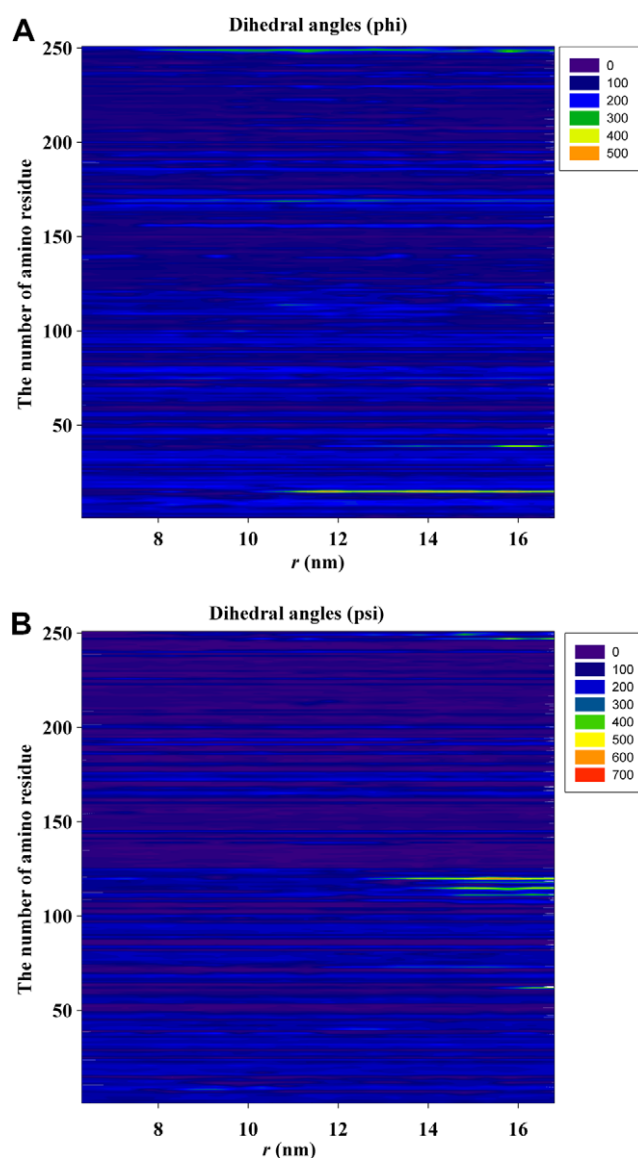 A
Dihedral angles (phi)
The number of amino residue
250
200
150
100
50
8 10 12 14 16
r (nm)
0
100
200
300
400
500
B
Dihedral angles (psi)
The number of amino residue
250
200
150
100
50
8 10 12 14 16
r (nm)
0
100
200
300
400
500
600
700